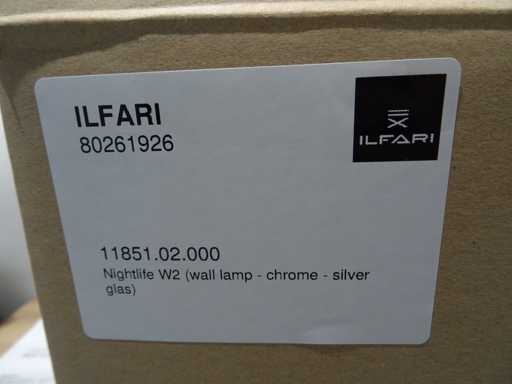 ILFARI
80261926
ILFARI
11851.02.000
Nightlife W2 (wall lamp - chrome - silver
glas)